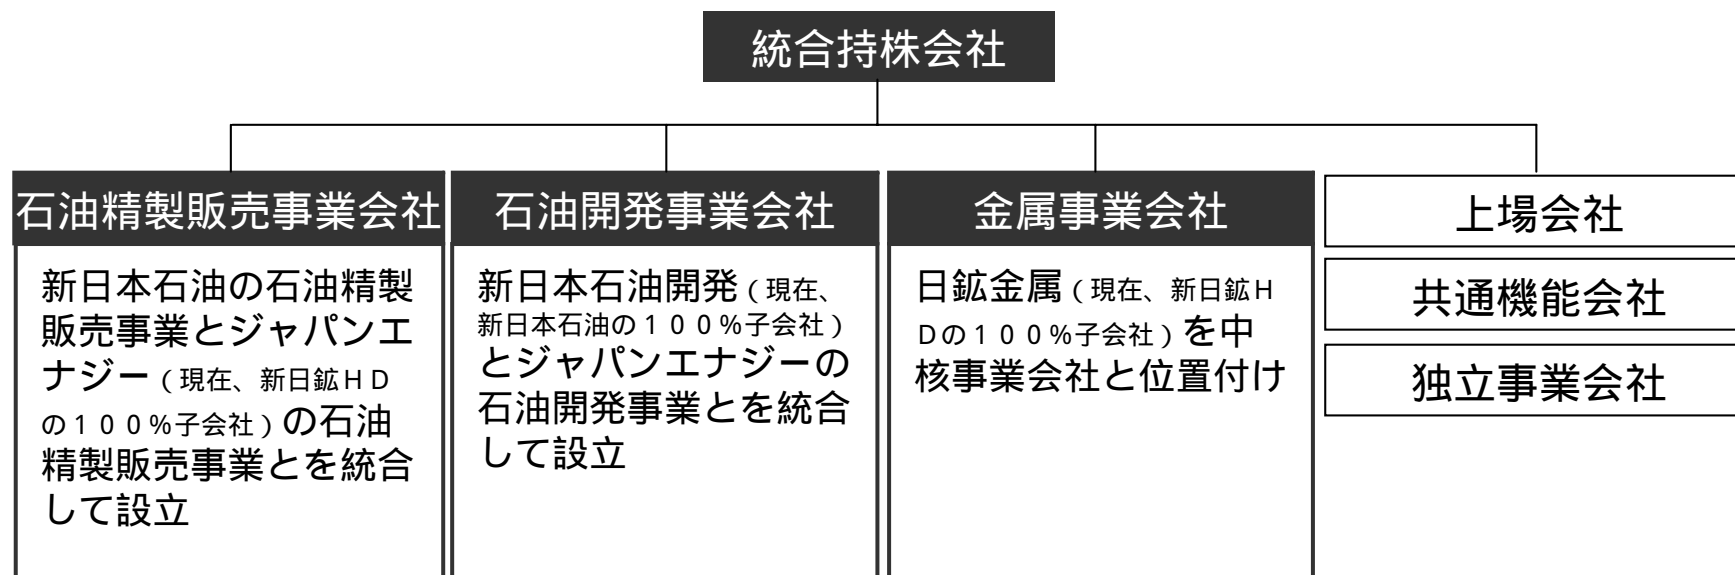 統合持株会社
石油精製販売事業会社
新日本石油の石油精製
販売事業とジャパンエ
ナジー（現在、新日鉱ＨＤ
の１００％子会社）の石油
精製販売事業とを統合
して設立
石油開発事業会社
新日本石油開発（現在、
新日本石油の１００％子会社）
とジャパンエナジーの
石油開発事業とを統合
して設立
金属事業会社
日鉱金属（現在、新日鉱Ｈ
Ｄの１００％子会社）を中
核事業会社と位置付け
上場会社
共通機能会社
独立事業会社